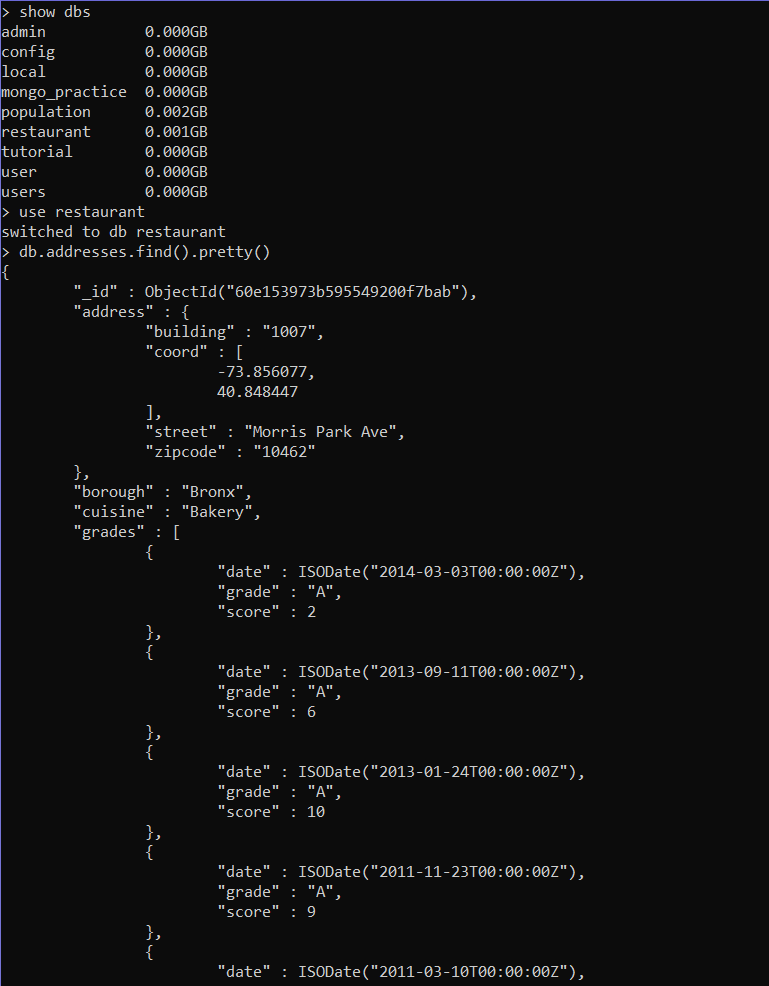 > show dbs
admin           0.000GB
config          0.000GB
local           0.000GB
mongo_practice  0.000GB
population      0.002GB
restaurant      0.001GB
tutorial        0.000GB
user            0.000GB
users           0.000GB
> use restaurant
switched to db restaurant
> db.addresses.find().pretty()
{
        "_id" : ObjectId("60e153973b595549200f7bab"),
        "address" : {
                "building" : "1007",
                "coord" : [
                        -73.856077,
                        40.848447
                ],
                "street" : "Morris Park Ave",
                "zipcode" : "10462"
        },
        "borough" : "Bronx",
        "cuisine" : "Bakery",
        "grades" : [
                {
                        "date" : ISODate("2014-03-03T00:00:00Z"),
                        "grade" : "A",
                        "score" : 2
                },
                {
                        "date" : ISODate("2013-09-11T00:00:00Z"),
                        "grade" : "A",
                        "score" : 6
                },
                {
                        "date" : ISODate("2013-01-24T00:00:00Z"),
                        "grade" : "A",
                        "score" : 10
                },
                {
                        "date" : ISODate("2011-11-23T00:00:00Z"),
                        "grade" : "A",
                        "score" : 9
                },
                {
                        "date" : ISODate("2011-03-10T00:00:00Z"),